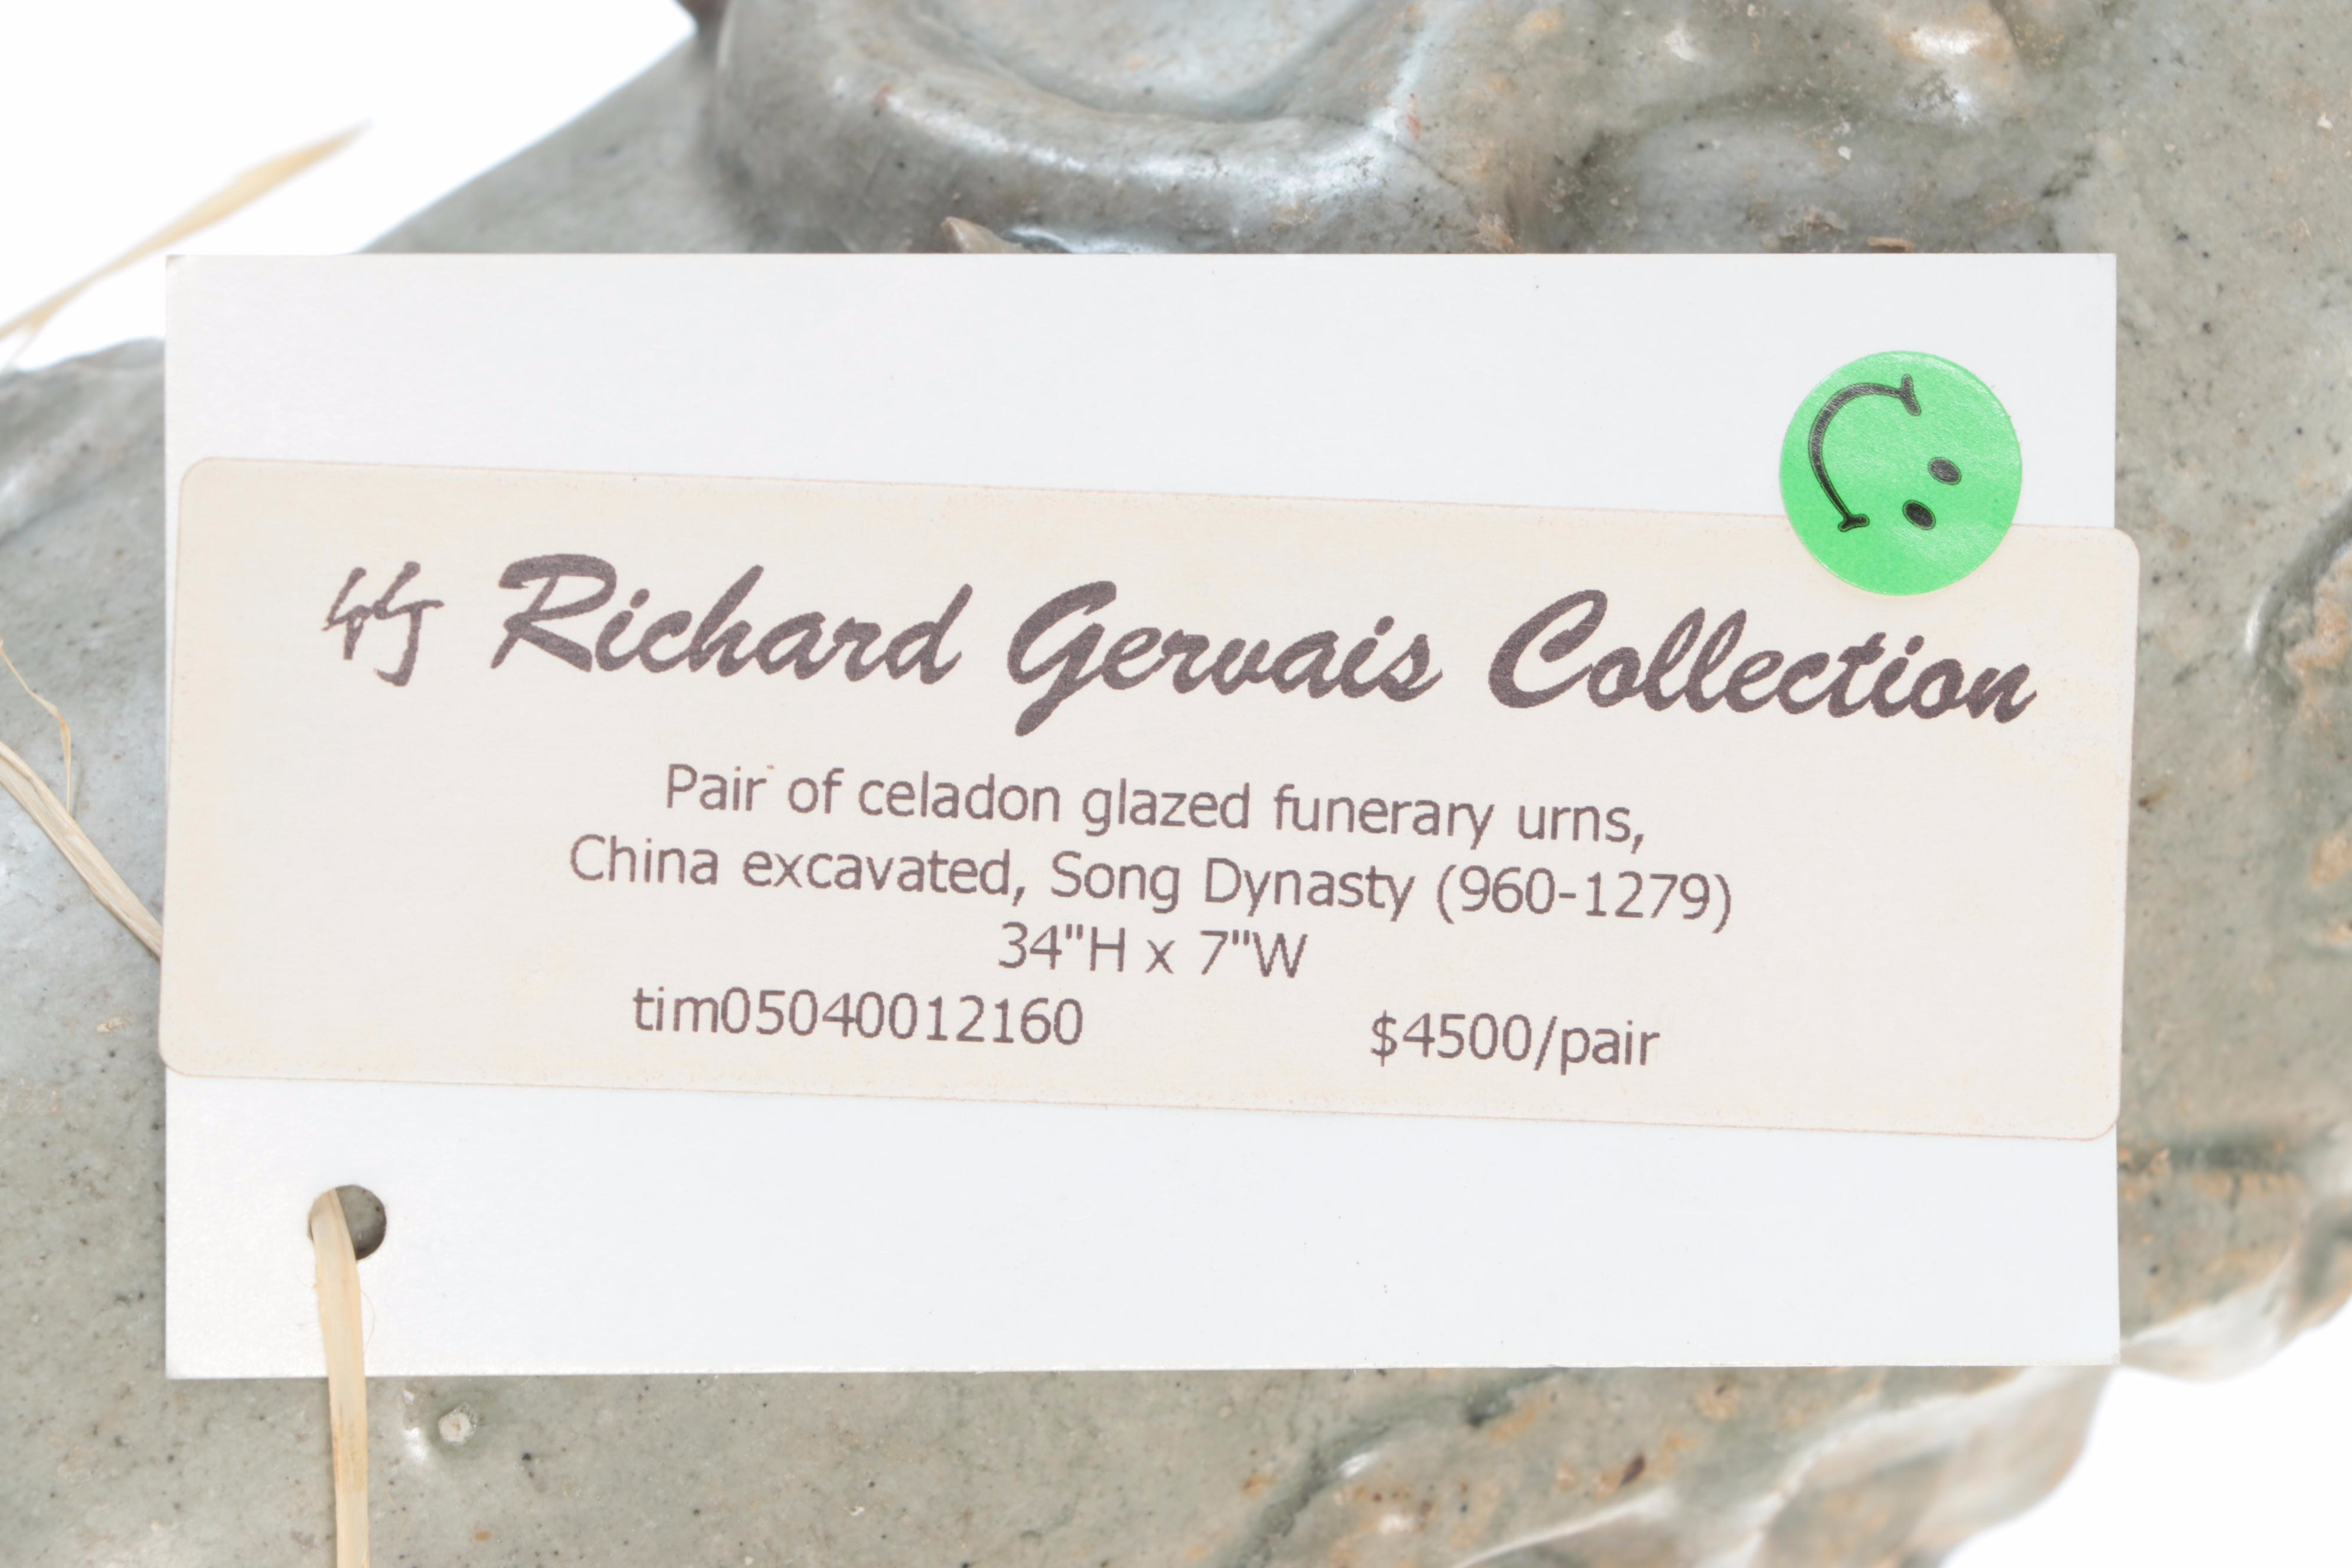 Richard Gervais Collection
Pair of celadon glazed funerary urns,
China excavated, Song Dynasty (960-1279)
34"H x 7"W
tim05040012160 $4500/pair